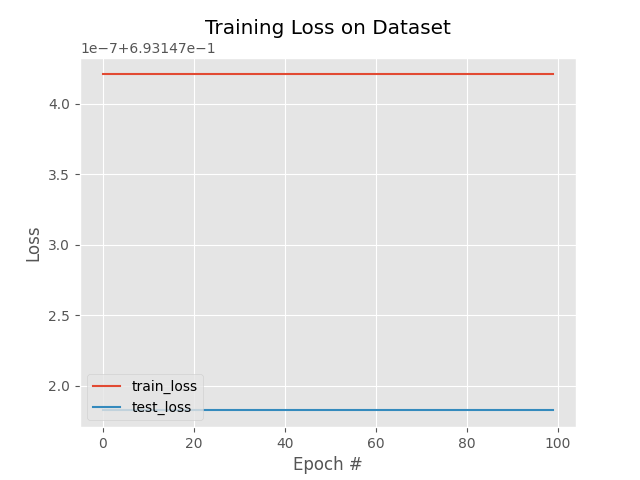 Training Loss on Dataset
1e-7+6.93147e-1
4.0
3.5
3.0
2.5
2.0
Loss
train_loss
test_loss
0 20 40 60 80 100
Epoch #